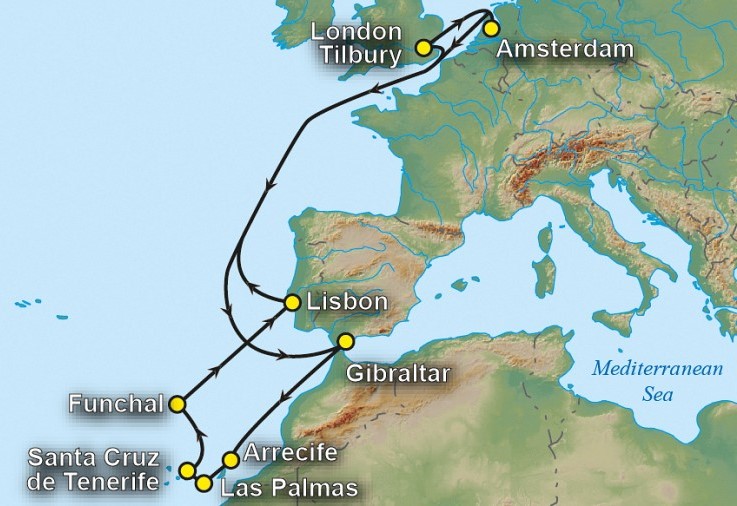 London
Tilbury
Amsterdam
Lisbon
Gibraltar
Mediterranean
Sea
Funchal
Santa Cruz
de Tenerife
Arrecife
Las Palmas